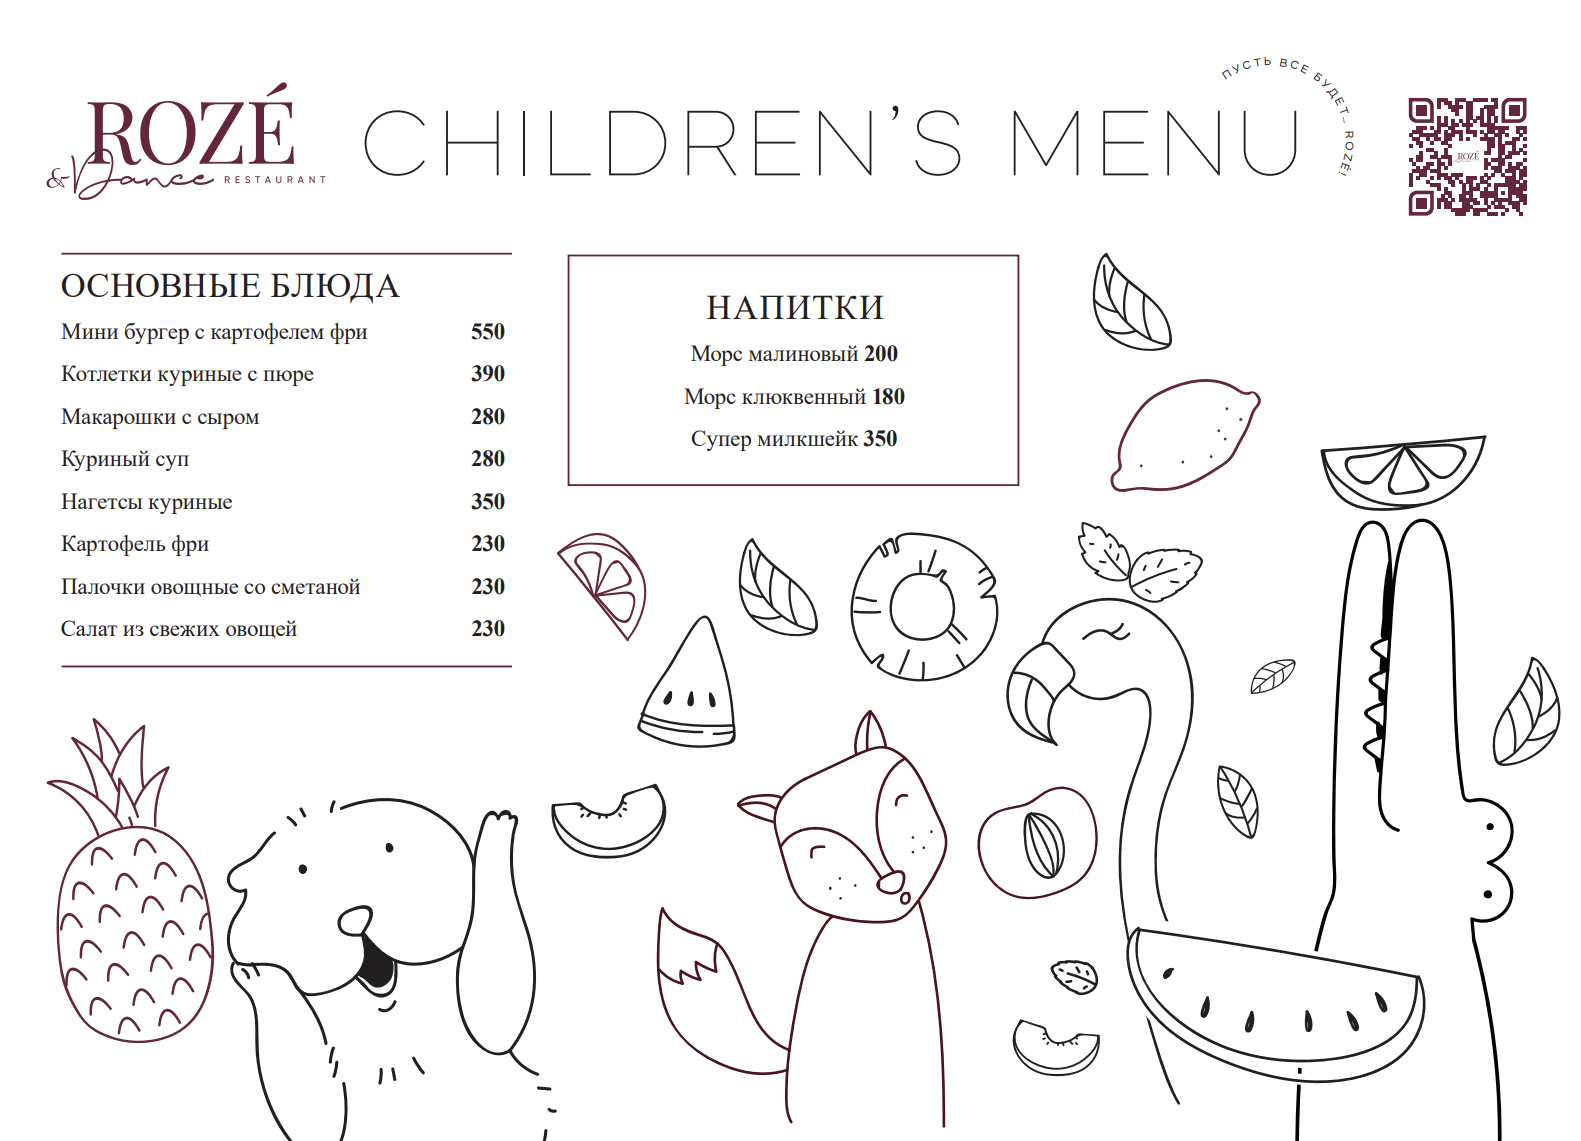 ROZÉ
& Dance RESTAURANT
CHILDREN’S MENU
ПУСТЬ ВСЕ БУДЕТ... ROZÉ!
ROZÉ
ОСНОВНЫЕ БЛЮДА
Мини бургер с картофелем фри 550
Котлетки куриные с пюре 390
Макарошки с сыром 280
Куриный суп 280
Нагетсы куриные 350
Картофель фри 230
Палочки овощные со сметаной 230
Салат из свежих овощей 230
НАПИТКИ
Морс малиновый 200
Морс клюквенный 180
Супер милкшейк 350